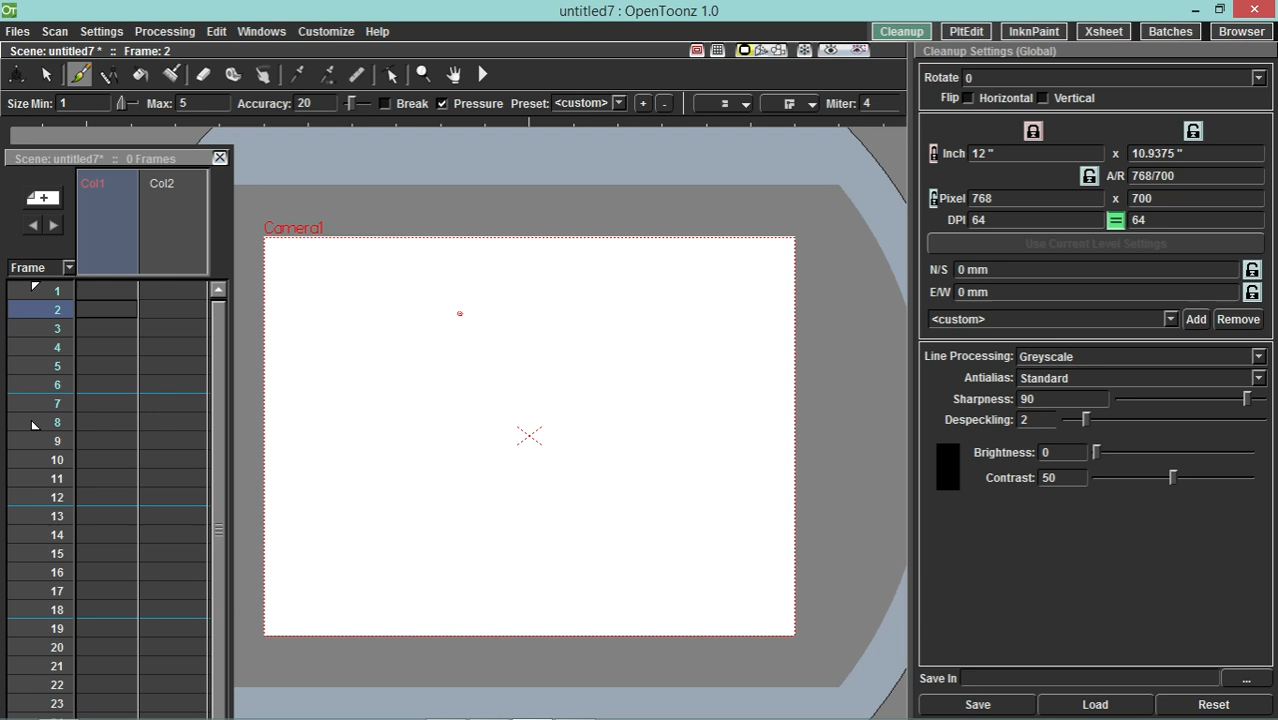 untitled7 : OpenToonz 1.0
Files Scan Settings Processing Edit Windows Customize Help
Cleanup PltEdit InknPaint Xsheet Batches Browser
Scene: untitled7 * :: Frame: 2
Size Min: 1 Max: 5 Accuracy: 20 Break Pressure Preset: <custom> + - Miter: 4
Scene: untitled7* :: 0 Frames
Col1 Col2
Frame
1
2
3
4
5
6
7
8
9
10
11
12
13
14
15
16
17
18
19
20
21
22
23
Camera1
Cleanup Settings (Global)
Rotate 0
Flip Horizontal Vertical
Inch 12 " x 10.9375 "
A/R 768/700
Pixel 768 x 700
DPI 64 = 64
Use Current Level Settings
N/S 0 mm
E/W 0 mm
<custom> Add Remove
Line Processing: Greyscale
Antialias: Standard
Sharpness: 90
Despeckling: 2
Brightness: 0
Contrast: 50
Save In ...
Save Load Reset